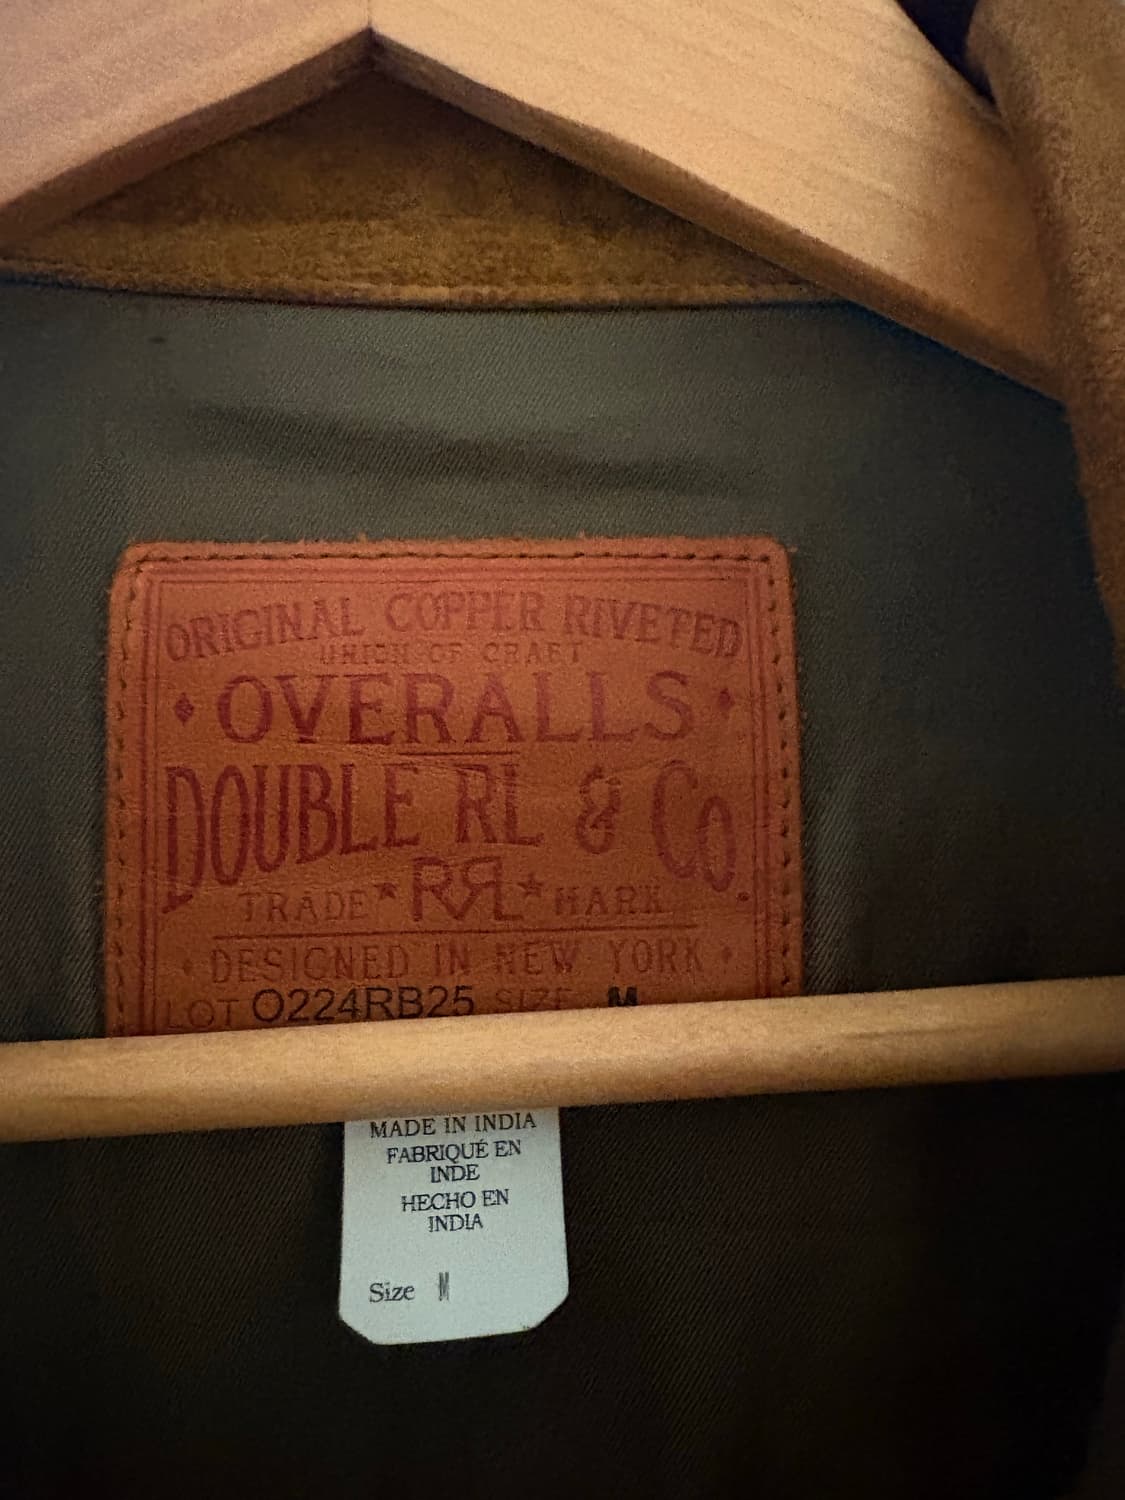 ORIGINAL COPPER RIVETED
UNION OF CRAFT
OVERALLS
DOUBLE RL & Co.
TRADE ★ RRL ★ MARK
DESIGNED IN NEW YORK
LOT O224RB25 SIZE M
MADE IN INDIA
FABRIQUÉ EN
INDE
HECHO EN
INDIA
Size M